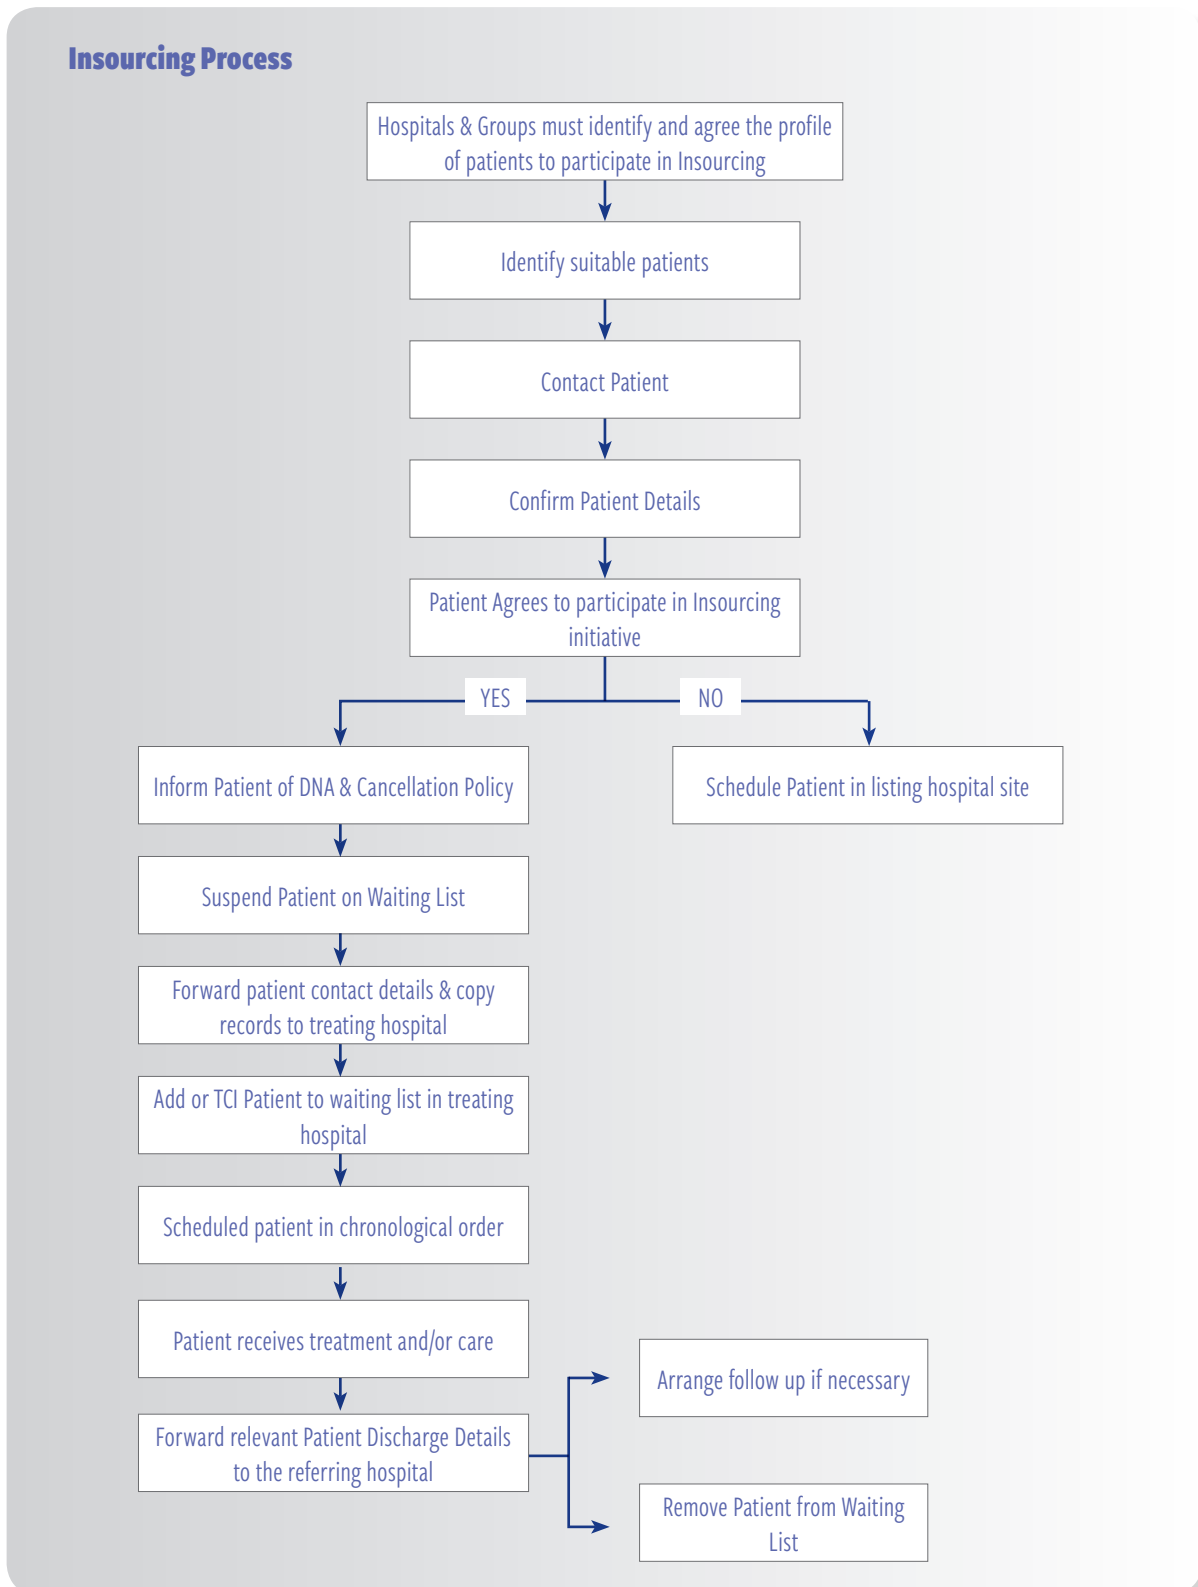 Insourcing Process
Hospitals & Groups must identify and agree the profile
of patients to participate in Insourcing
Identify suitable patients
Contact Patient
Confirm Patient Details
Patient Agrees to participate in Insourcing
initiative
YES
NO
Inform Patient of DNA & Cancellation Policy
Schedule Patient in listing hospital site
Suspend Patient on Waiting List
Forward patient contact details & copy
records to treating hospital
Add or TCI Patient to waiting list in treating
hospital
Scheduled patient in chronological order
Patient receives treatment and/or care
Forward relevant Patient Discharge Details
to the referring hospital
Arrange follow up if necessary
Remove Patient from Waiting
List